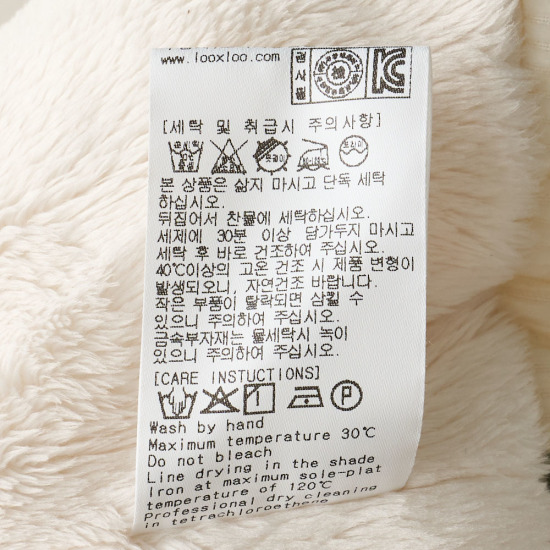 www.looxloo.com
검사필
[세탁 및 취급시 주의사항]
본 상품은 삶지 마시고 단독 세탁
하십시오.
뒤집어서 찬물에 세탁하십시오.
세제에 30분 이상 담가두지 마시고
세탁 후 바로 건조하여 주십시오.
40℃이상의 고온 건조 시 제품 변형이
발생되오니, 자연건조 바랍니다.
작은 부품이 탈락되면 삼킬 수
있으니 주의하여 주십시오.
금속부자재는 물세탁시 녹이
있으니 주의하여 주십시오.
[CARE INSTUCTIONS]
P
Wash by hand
Maximum temperature 30℃
Do not bleach
Line drying in the shade
Iron at maximum sole-plat
temperature of 120℃
Professional dry cleaning
in tetrachloroethene